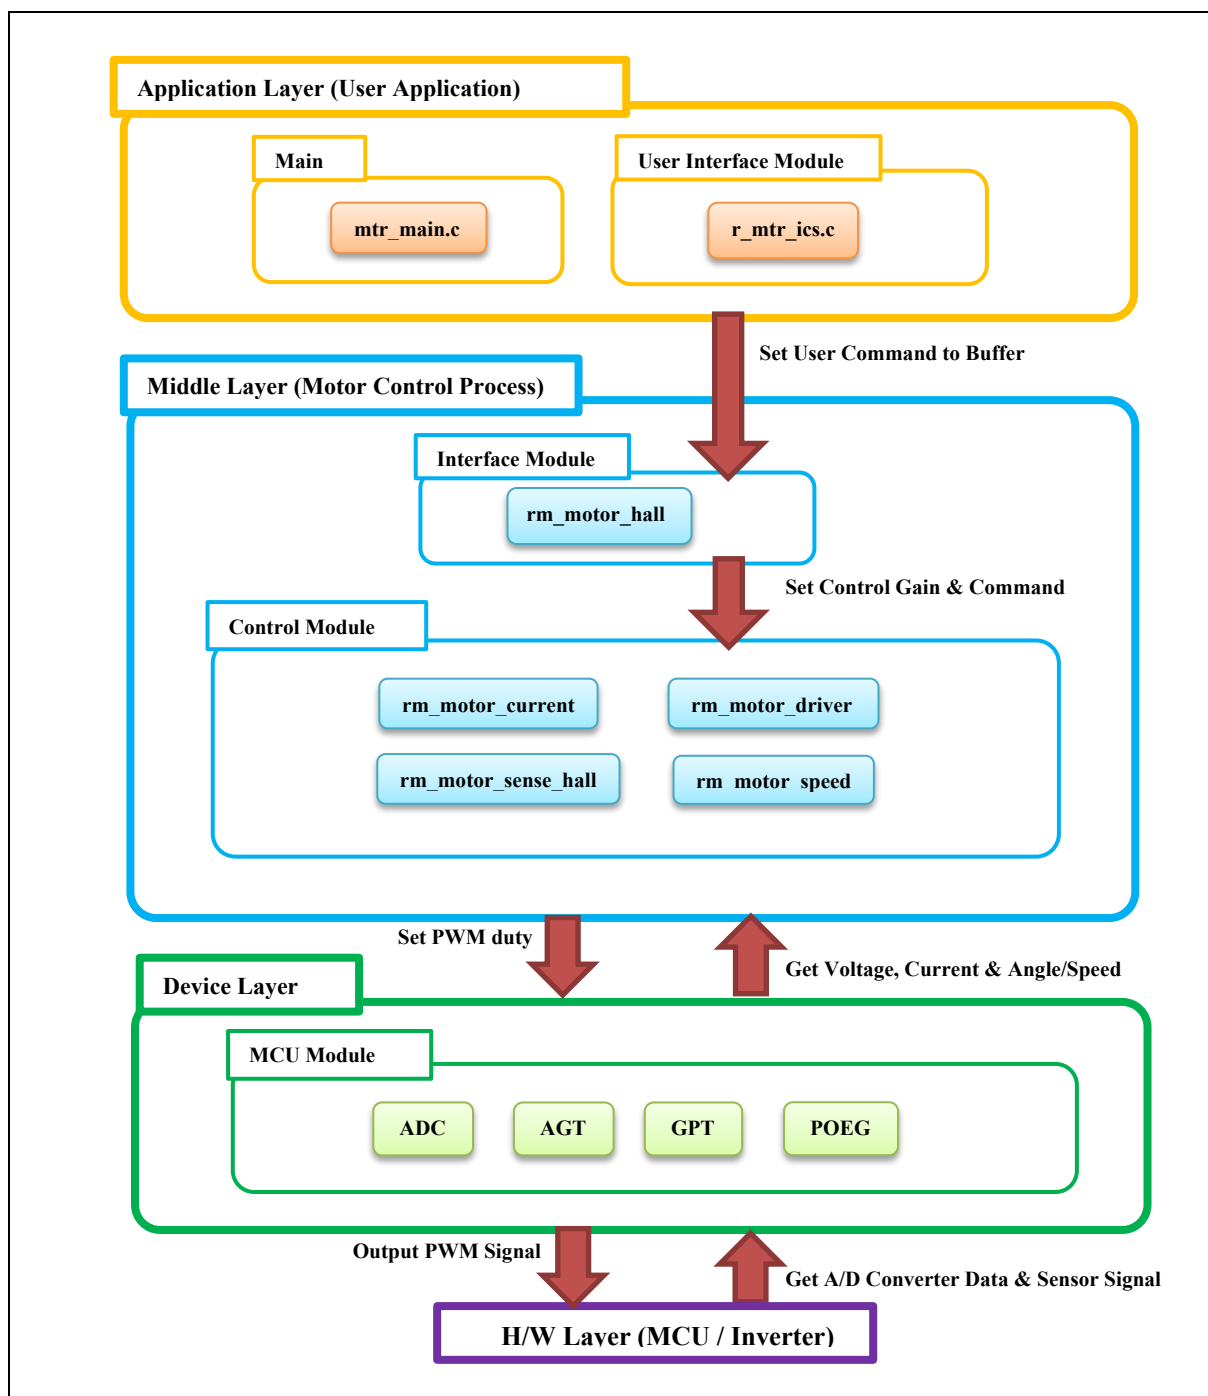 Application Layer (User Application)
Main
User Interface Module
mtr_main.c
r_mtr_ics.c
Set User Command to Buffer
Middle Layer (Motor Control Process)
Interface Module
rm_motor_hall
Set Control Gain & Command
Control Module
rm_motor_current
rm_motor_driver
rm_motor_sense_hall
rm motor speed
Set PWM duty
Get Voltage, Current & Angle/Speed
Device Layer
MCU Module
ADC
AGT
GPT
POEG
Output PWM Signal
Get A/D Converter Data & Sensor Signal
H/W Layer (MCU / Inverter)